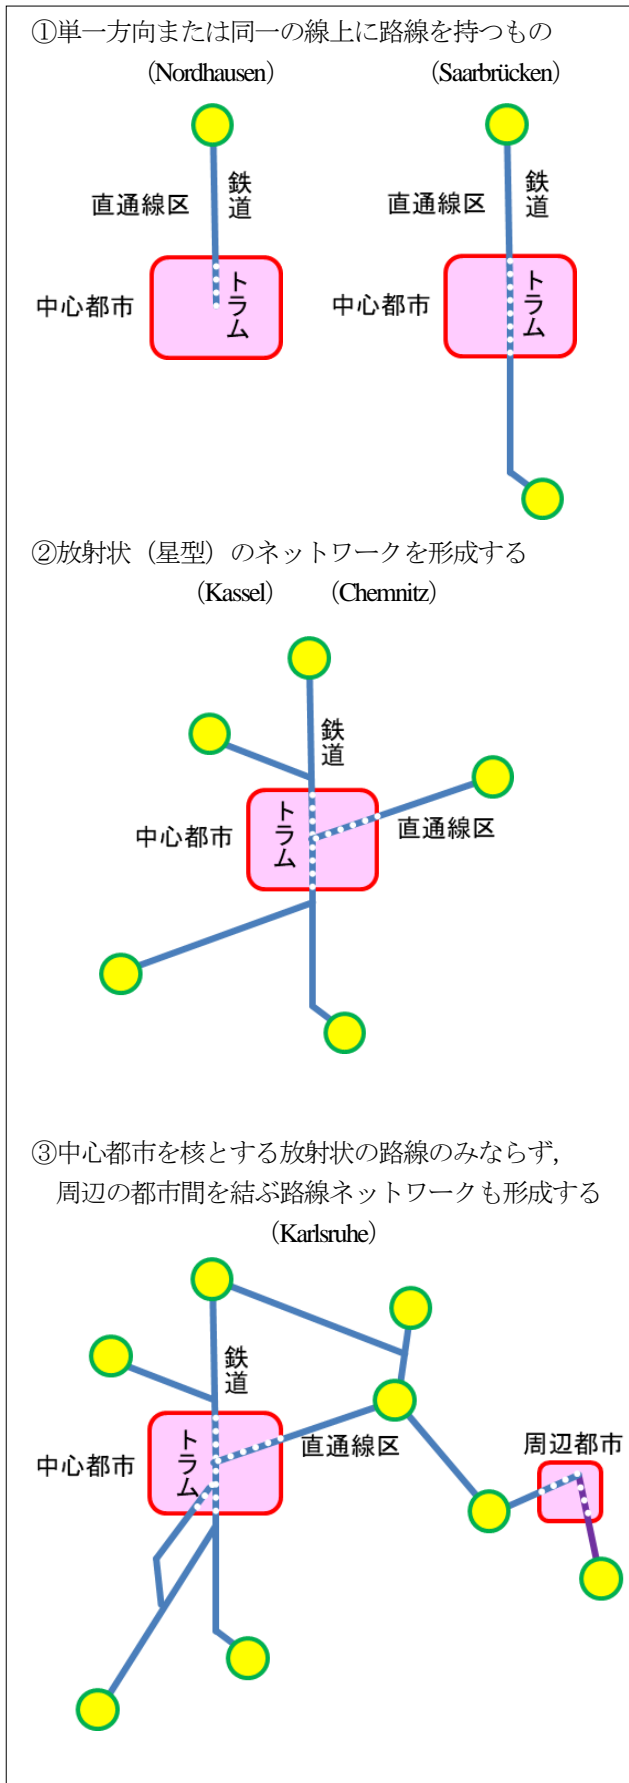 ①単一方向または同一の線上に路線を持つもの
(Nordhausen) (Saarbrücken)
鉄道
直通線区
トラム
中心都市
鉄道
直通線区
トラム
中心都市
②放射状（星型）のネットワークを形成する
(Kassel) (Chemnitz)
鉄道
トラム
中心都市
直通線区
③中心都市を核とする放射状の路線のみならず，
周辺の都市間を結ぶ路線ネットワークも形成する
(Karlsruhe)
鉄道
トラム
直通線区
周辺都市
中心都市